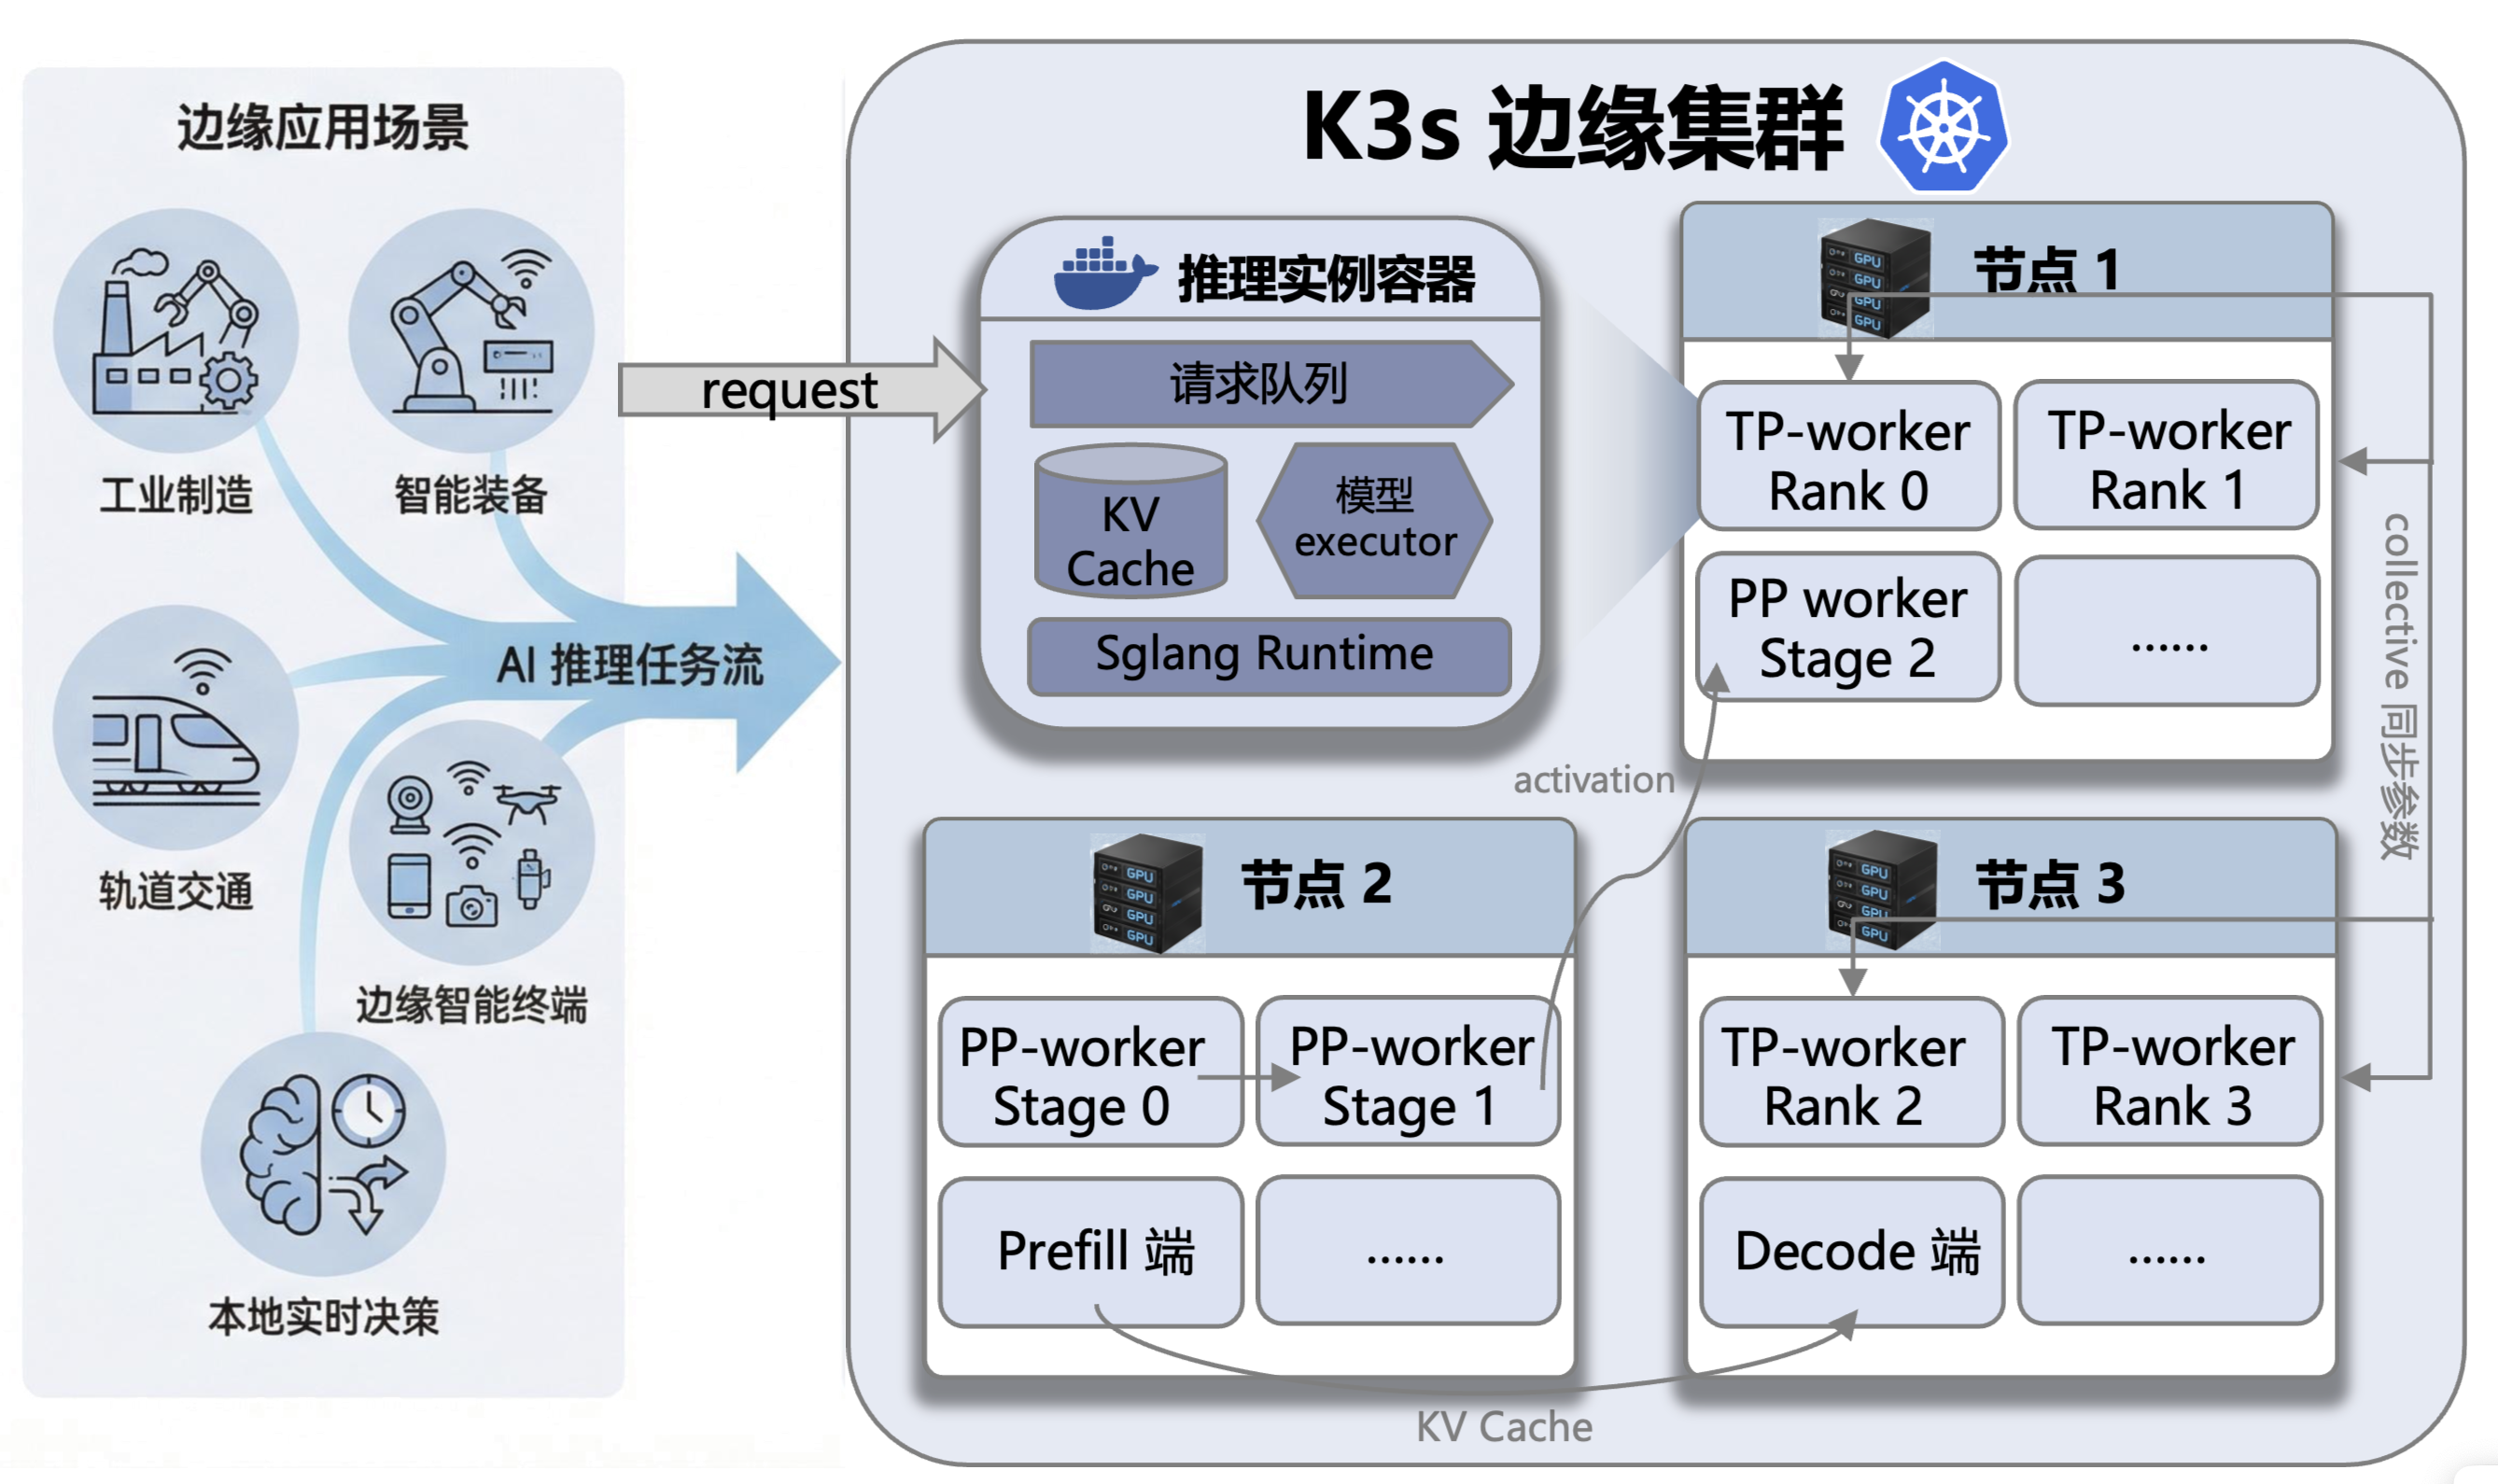 边缘应用场景
工业制造
智能装备
轨道交通
边缘智能终端
本地实时决策
AI 推理任务流
request
K3s 边缘集群
推理实例容器
请求队列
KV
Cache
模型
executor
Sglang Runtime
节点 1
GPU
GPU
GPU
GPU
TP-worker
Rank 0
TP-worker
Rank 1
PP worker
Stage 2
......
activation
collective 同步参数
节点 2
GPU
GPU
GPU
GPU
PP-worker
Stage 0
PP-worker
Stage 1
Prefill 端
......
节点 3
GPU
GPU
GPU
GPU
TP-worker
Rank 2
TP-worker
Rank 3
Decode 端
......
KV Cache